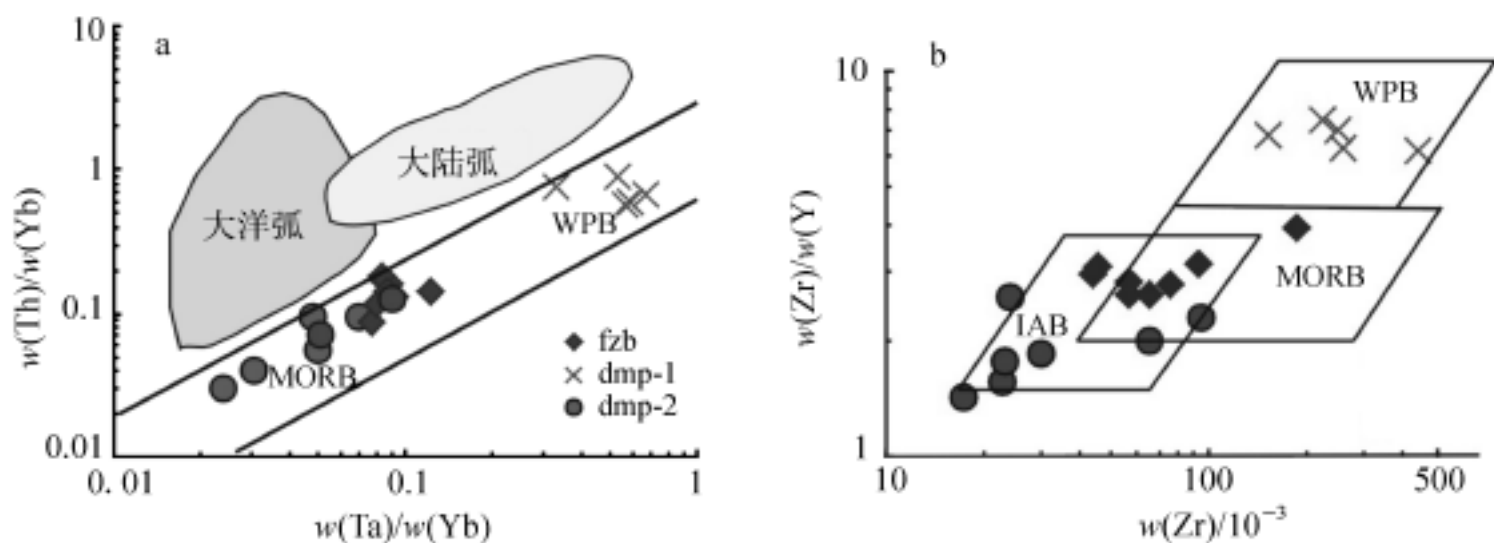 a
10
1
0.1
0.01
w(Th)/w(Yb)
大洋弧
大陆弧
WPB
MORB
fzb
dmp-1
dmp-2
0. 01
0.1
1
w(Ta)/w(Yb)
b
10
1
w(Zr)/w(Y)
WPB
MORB
IAB
10
100
500
w(Zr)/10⁻³